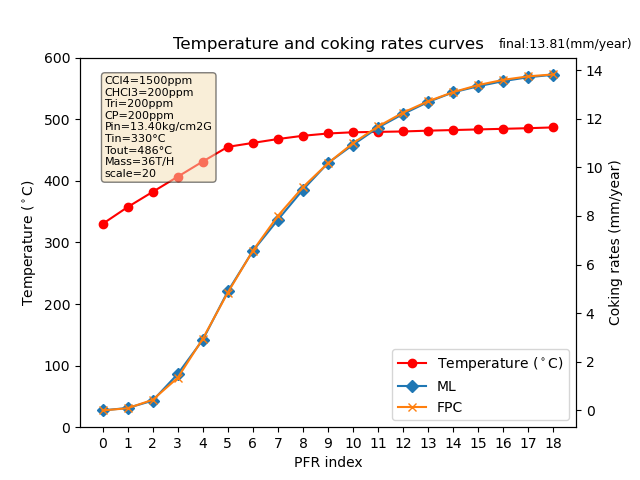 Temperature and coking rates curves
final:13.81(mm/year)
CCl4=1500ppm
CHCl3=200ppm
Tri=200ppm
CP=200ppm
Pin=13.40kg/cm2G
Tin=330°C
Tout=486°C
Mass=36T/H
scale=20
Temperature (°C)
600
500
400
300
200
100
0
14
12
10
8
6
4
2
0
Coking rates (mm/year)
Temperature (°C)
ML
FPC
0 1 2 3 4 5 6 7 8 9 10 11 12 13 14 15 16 17 18
PFR index